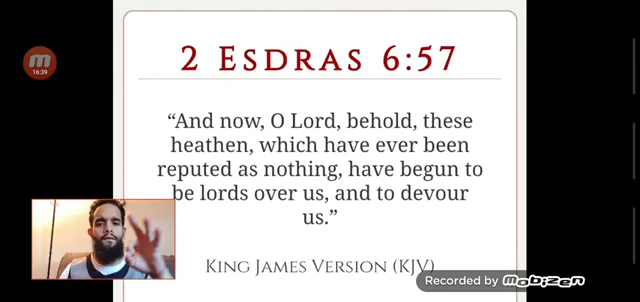 2 ESDRAS 6:57
16:39
“And now, O Lord, behold, these
heathen, which have ever been
reputed as nothing, have begun to
be lords over us, and to devour
us.”
KING JAMES VERSION (KJV)
Recorded by mobizen